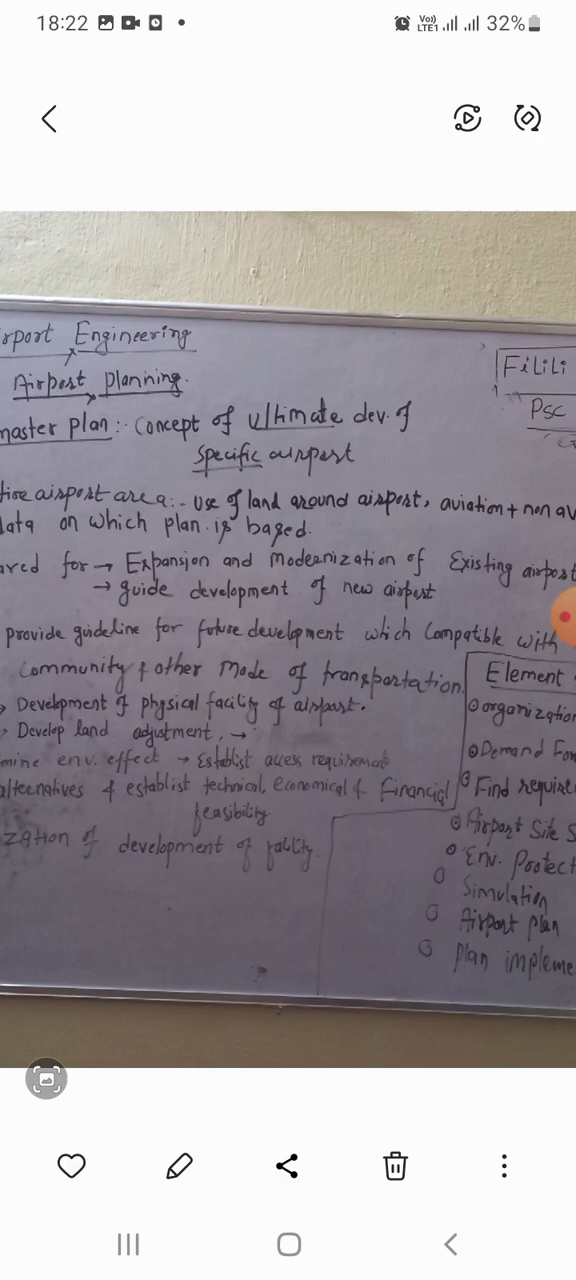 18:22
Vo))
LTE1
32%
rport Engineering
Airport planning.
master plan:- Concept of ultimate dev. of
specific airport
tire airport area:- Use of land around airport, aviation + non av
data on which plan is based.
ared for → Expansion and Modernization of Existing airport
→ guide development of new airport
provide guideline for future development which Compatible with
Community & other Mode of transportation.
→ Development of physical facility of airport.
→ Develop land adjustment. →
mine env. effect → Establist access requirement
alternatives & establist technical, economical & Financial
feasibility
zation of development of facility.
FiLiLi
Psc
Element
organization
Demand For
Find require
Airport Site S
Env. Protect
Simulation
Airport plan
Plan impleme